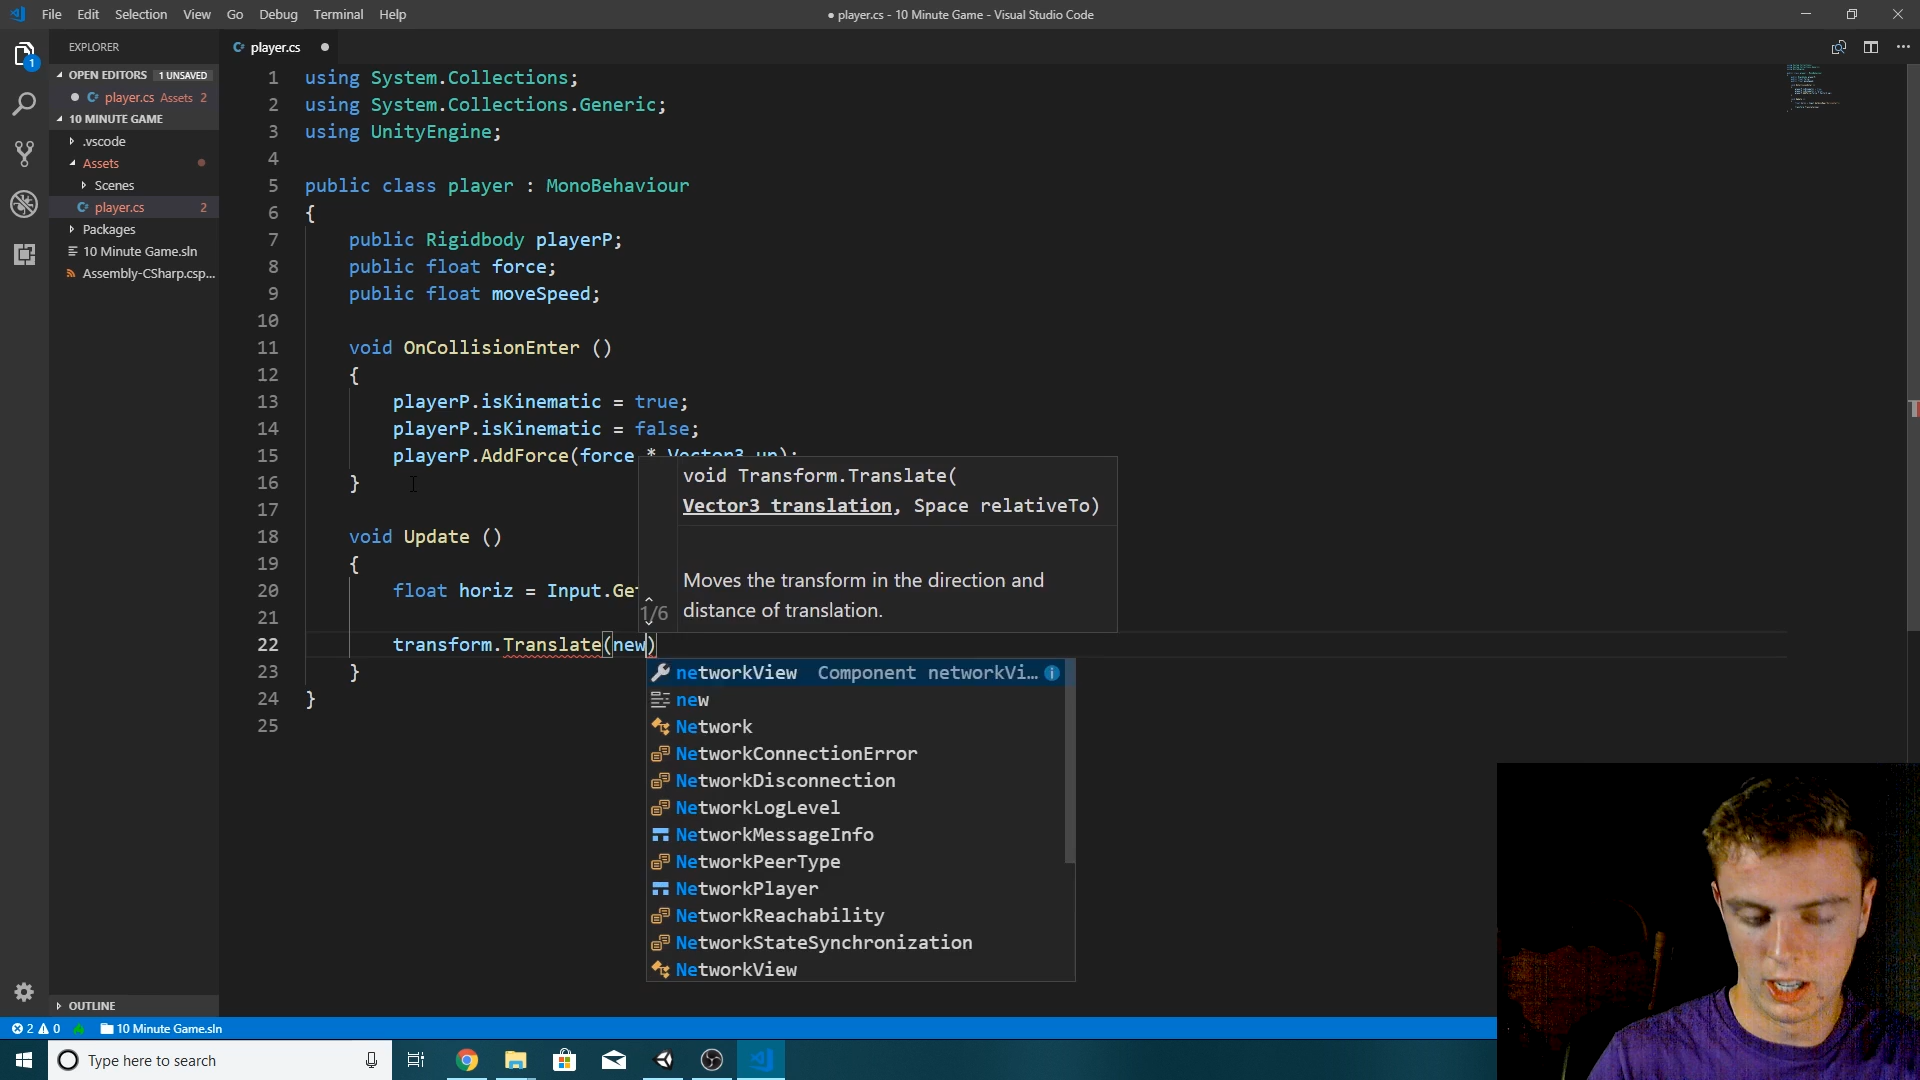 File Edit Selection View Go Debug Terminal Help
● player.cs - 10 Minute Game - Visual Studio Code
EXPLORER
OPEN EDITORS 1 UNSAVED
player.cs Assets 2
10 MINUTE GAME
.vscode
Assets
Scenes
player.cs 2
Packages
10 Minute Game.sln
Assembly-CSharp.csp...
OUTLINE
1
player.cs
1 using System.Collections;
2 using System.Collections.Generic;
3 using UnityEngine;
4
5 public class player : MonoBehaviour
6 {
7 public Rigidbody playerP;
8 public float force;
9 public float moveSpeed;
10
11 void OnCollisionEnter ()
12 {
13 playerP.isKinematic = true;
14 playerP.isKinematic = false;
15 playerP.AddForce(force * Vector3.up);
16 }
17
18 void Update ()
19 {
20 float horiz = Input.Get
21
22 transform.Translate(new)
23 }
24 }
25
void Transform.Translate(
Vector3 translation, Space relativeTo)
Moves the transform in the direction and
distance of translation.
1/6
networkView Component networkVi...
new
Network
NetworkConnectionError
NetworkDisconnection
NetworkLogLevel
NetworkMessageInfo
NetworkPeerType
NetworkPlayer
NetworkReachability
NetworkStateSynchronization
NetworkView
2 0 10 Minute Game.sln
Type here to search